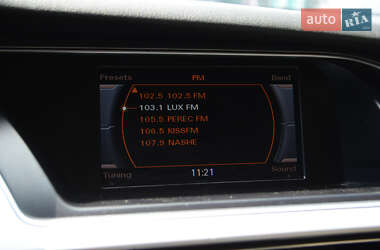 auto RIA
Presets FM Band
102.5 102.5 FM
103.1 LUX FM
105.5 PEREC FM
106.5 KISSFM
107.9 NASHE
Tuning 11:21 Sound